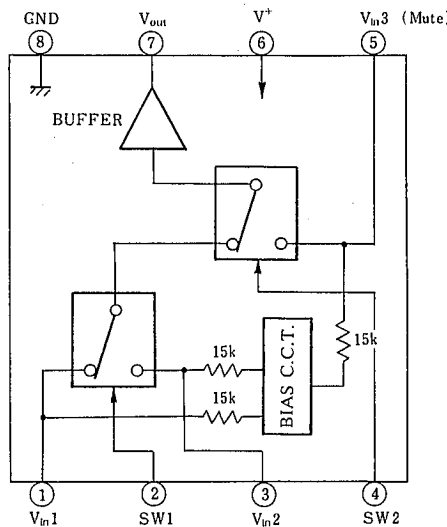 GND Vout V+ Vin3 (Mute)
8 7 6 5
BUFFER
15k 15k
15k
BIAS C.C.T.
1 2 3 4
Vin1 SW1 Vin2 SW2